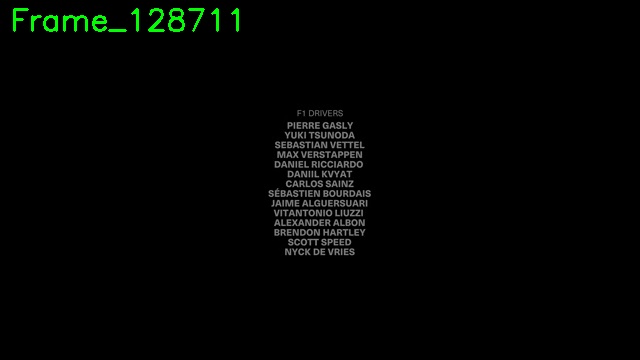 Frame_128711
F1 DRIVERS
PIERRE GASLY
YUKI TSUNODA
SEBASTIAN VETTEL
MAX VERSTAPPEN
DANIEL RICCIARDO
DANIIL KVYAT
CARLOS SAINZ
SÉBASTIEN BOURDAIS
JAIME ALGUERSUARI
VITANTONIO LIUZZI
ALEXANDER ALBON
BRENDON HARTLEY
SCOTT SPEED
NYCK DE VRIES